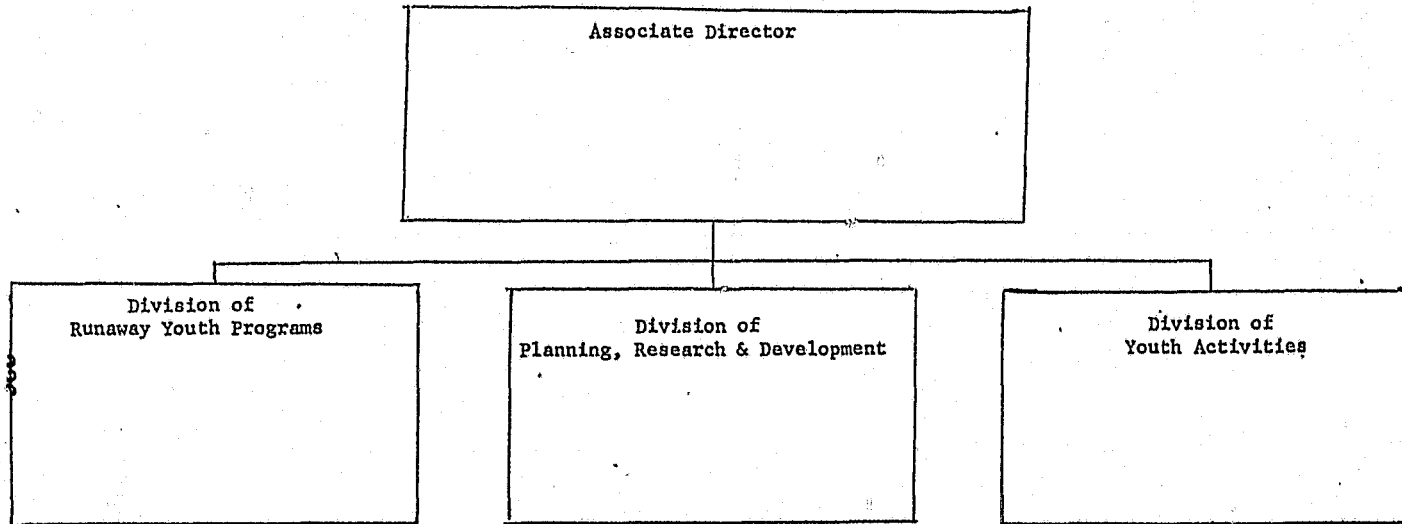 Associate Director
Division of
Runaway Youth Programs
Division of
Planning, Research & Development
Division of
Youth Activities